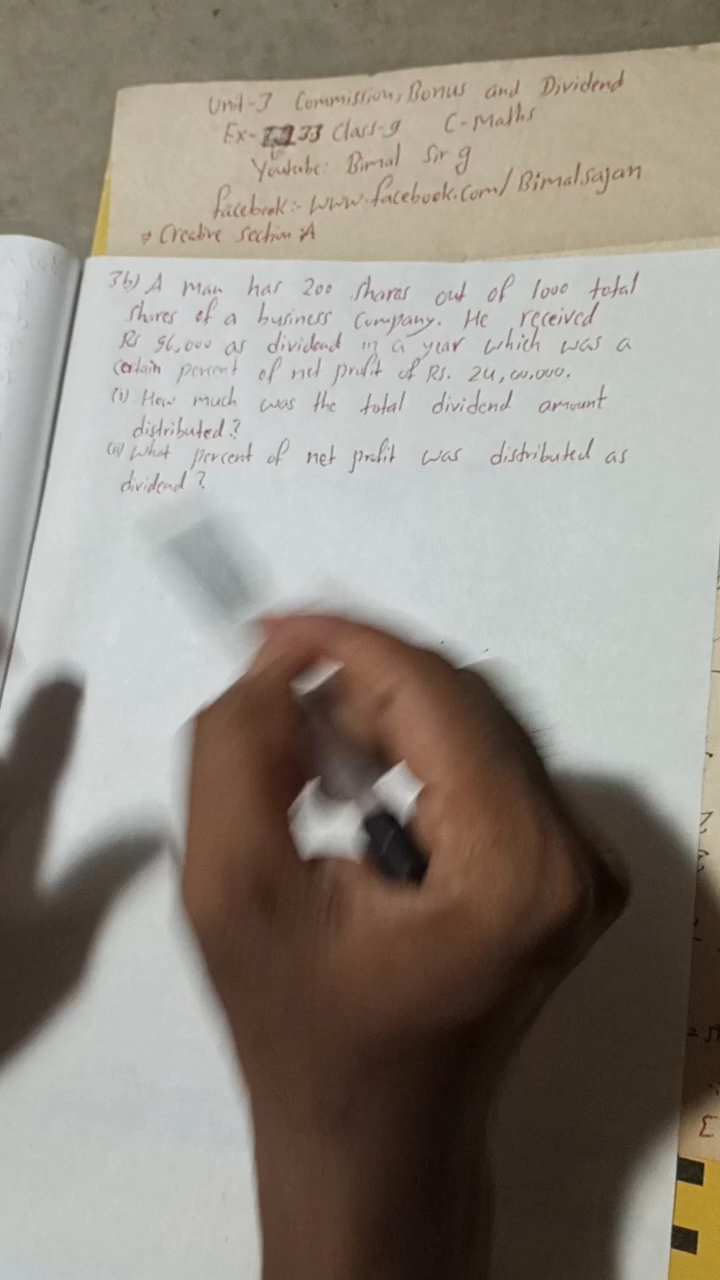 Unit-3 Commission, Bonus and Dividend
Ex- 33 Class-9 C-Maths
Youtube: Bimal Sir g
facebook:- www.facebook.com/Bimalsajan
⇒ Creative section A
3b) A man has 200 shares out of 1000 total
shares of a business company. He received
Rs 96,000 as dividend in a year which was a
certain percent of net profit of Rs. 24,00,000.
(i) How much was the total dividend amount
distributed?
(ii) What percent of net profit was distributed as
dividend?